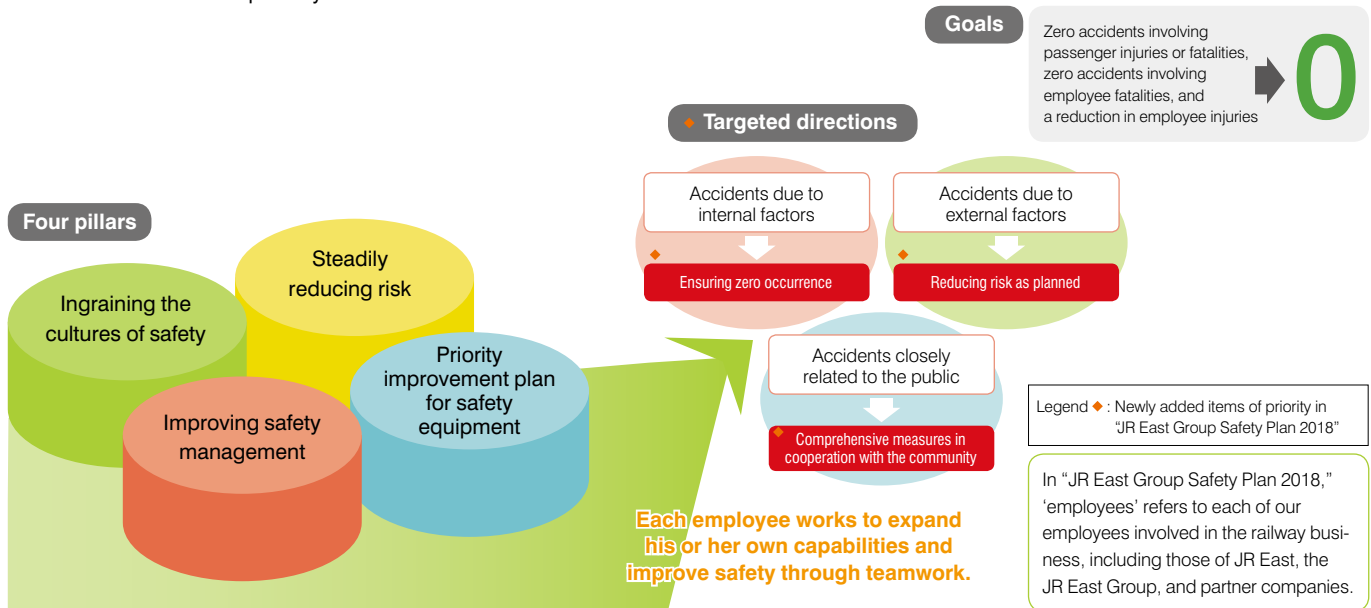 Goals
Zero accidents involving
passenger injuries or fatalities,
zero accidents involving
employee fatalities, and
a reduction in employee injuries
0
◆ Targeted directions
Accidents due to
internal factors
◆
Ensuring zero occurrence
Accidents due to
external factors
◆
Reducing risk as planned
Accidents closely
related to the public
◆
Comprehensive measures in
cooperation with the community
Four pillars
Ingraining the
cultures of safety
Steadily
reducing risk
Improving safety
management
Priority
improvement plan
for safety
equipment
Each employee works to expand
his or her own capabilities and
improve safety through teamwork.
Legend ◆ : Newly added items of priority in
“JR East Group Safety Plan 2018”
In “JR East Group Safety Plan 2018,”
‘employees’ refers to each of our
employees involved in the railway busi-
ness, including those of JR East, the
JR East Group, and partner companies.